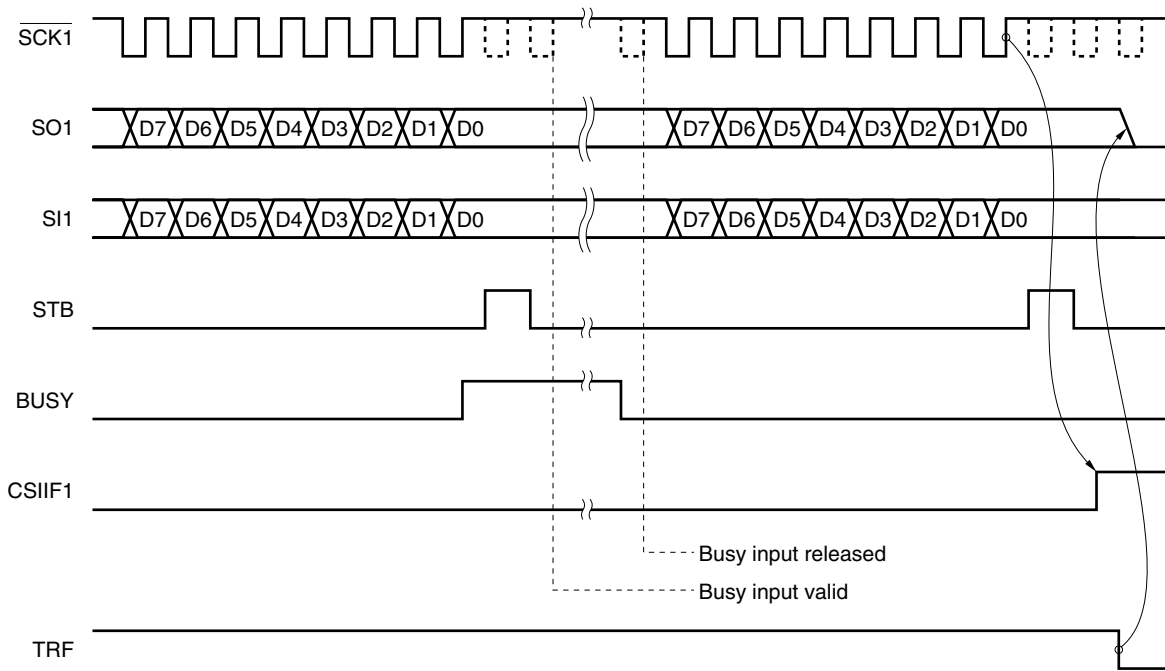 SCK1
SO1 D7 D6 D5 D4 D3 D2 D1 D0 D7 D6 D5 D4 D3 D2 D1 D0
SI1 D7 D6 D5 D4 D3 D2 D1 D0 D7 D6 D5 D4 D3 D2 D1 D0
STB
BUSY
CSIIF1
Busy input released
Busy input valid
TRF